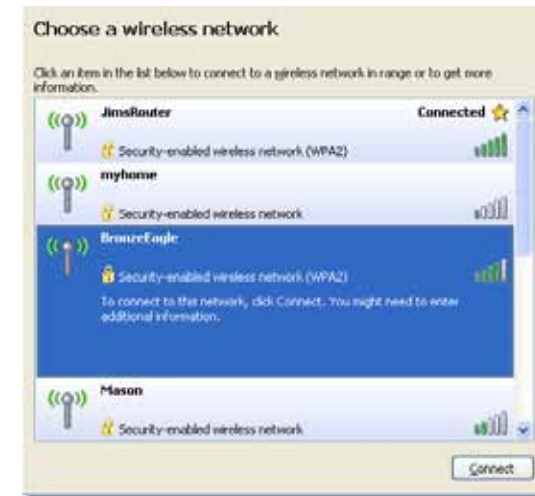 Choose a wireless network
Click an item in the list below to connect to a wireless network in range or to get more
information.
JimsRouter
Connected
Security-enabled wireless network (WPA2)
myhome
Security-enabled wireless network
BronzeEagle
Security-enabled wireless network (WPA2)
To connect to this network, click Connect. You might need to enter
additional information.
Mason
Security-enabled wireless network
Connect